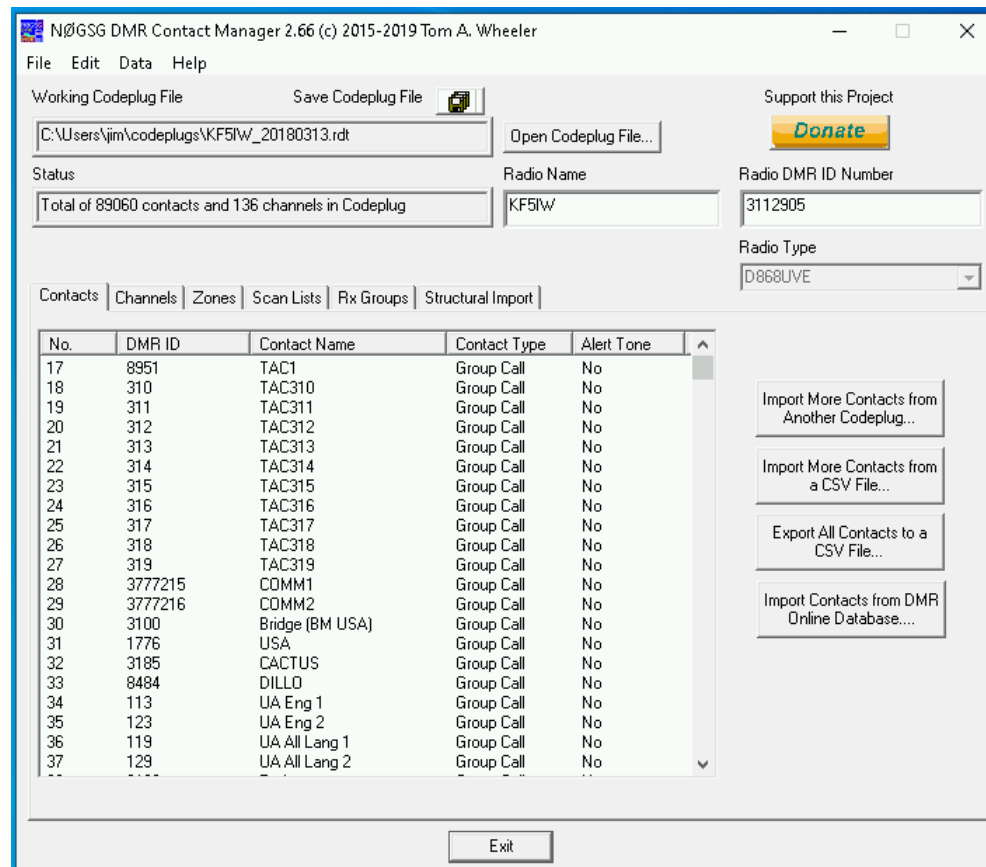 NØGSG DMR Contact Manager 2.66 (c) 2015-2019 Tom A. Wheeler
File Edit Data Help
Working Codeplug File Save Codeplug File Support this Project
C:\Users\jim\codeplugs\KF5IW_20180313.rdt Open Codeplug File... Donate
Status Radio Name Radio DMR ID Number
Total of 89060 contacts and 136 channels in Codeplug KF5IW 3112905
Radio Type
D868UVE
Contacts Channels Zones Scan Lists Rx Groups Structural Import
No. DMR ID Contact Name Contact Type Alert Tone
17 8951 TAC1 Group Call No
18 310 TAC310 Group Call No
19 311 TAC311 Group Call No
20 312 TAC312 Group Call No
21 313 TAC313 Group Call No
22 314 TAC314 Group Call No
23 315 TAC315 Group Call No
24 316 TAC316 Group Call No
25 317 TAC317 Group Call No
26 318 TAC318 Group Call No
27 319 TAC319 Group Call No
28 3777215 COMM1 Group Call No
29 3777216 COMM2 Group Call No
30 3100 Bridge (BM USA) Group Call No
31 1776 USA Group Call No
32 3185 CACTUS Group Call No
33 8484 DILLO Group Call No
34 113 UA Eng 1 Group Call No
35 123 UA Eng 2 Group Call No
36 119 UA All Lang 1 Group Call No
37 129 UA All Lang 2 Group Call No
Import More Contacts from
Another Codeplug...
Import More Contacts from
a CSV File...
Export All Contacts to a
CSV File...
Import Contacts from DMR
Online Database....
Exit